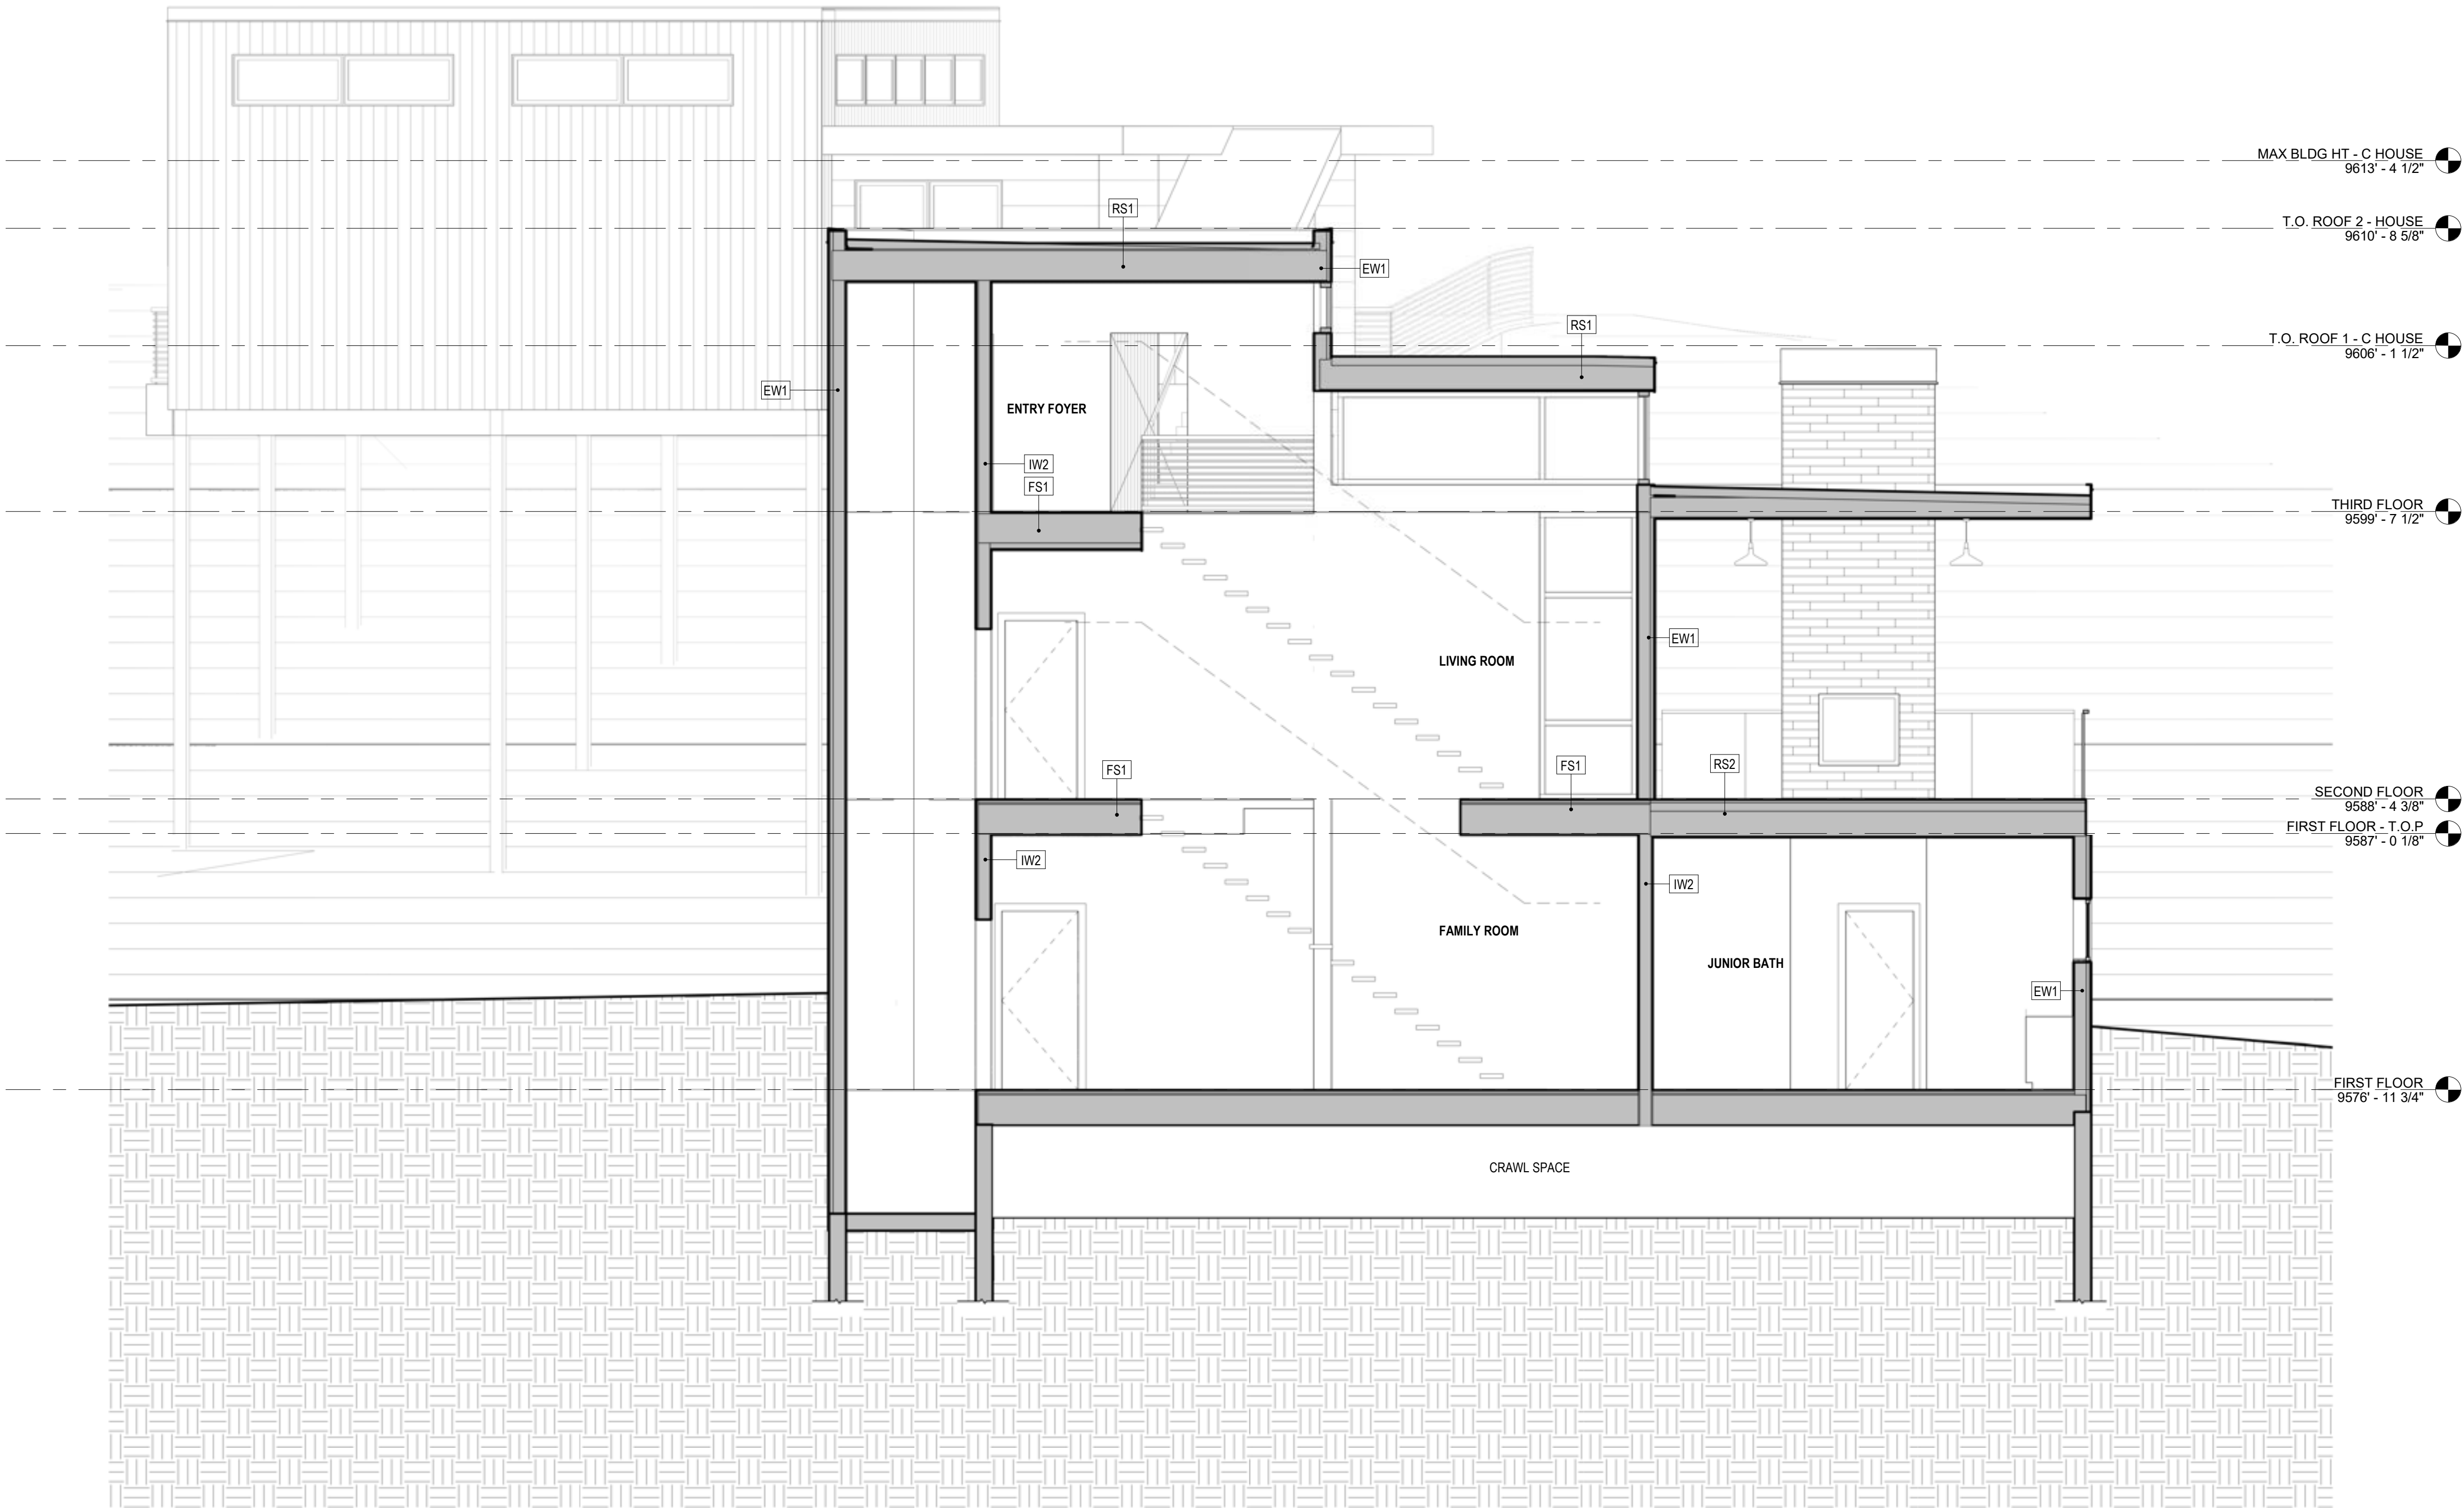 MAX BLDG HT - C HOUSE
9613' - 4 1/2"
RS1
T.O. ROOF 2 - HOUSE
9610' - 8 5/8"
EW1
RS1
T.O. ROOF 1 - C HOUSE
9606' - 1 1/2"
EW1
ENTRY FOYER
IW2
FS1
THIRD FLOOR
9599' - 7 1/2"
EW1
LIVING ROOM
FS1
FS1
RS2
SECOND FLOOR
9588' - 4 3/8"
FIRST FLOOR - T.O.P
9587' - 0 1/8"
IW2
IW2
FAMILY ROOM
JUNIOR BATH
EW1
FIRST FLOOR
9576' - 11 3/4"
CRAWL SPACE